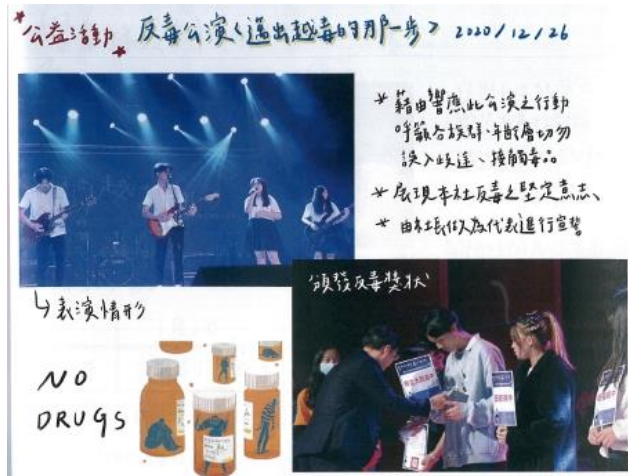 公益活動 反毒公演〈邁出越毒的那一步〉 2020/12/26
* 藉由響應此公演之行動
呼籲各族群、年齡層切勿
誤入歧途、接觸毒品
* 展現本社反毒之堅定意志、
* 由社長作為代表進行宣誓
↳表演情形
頒發反毒獎狀
NO
DRUGS